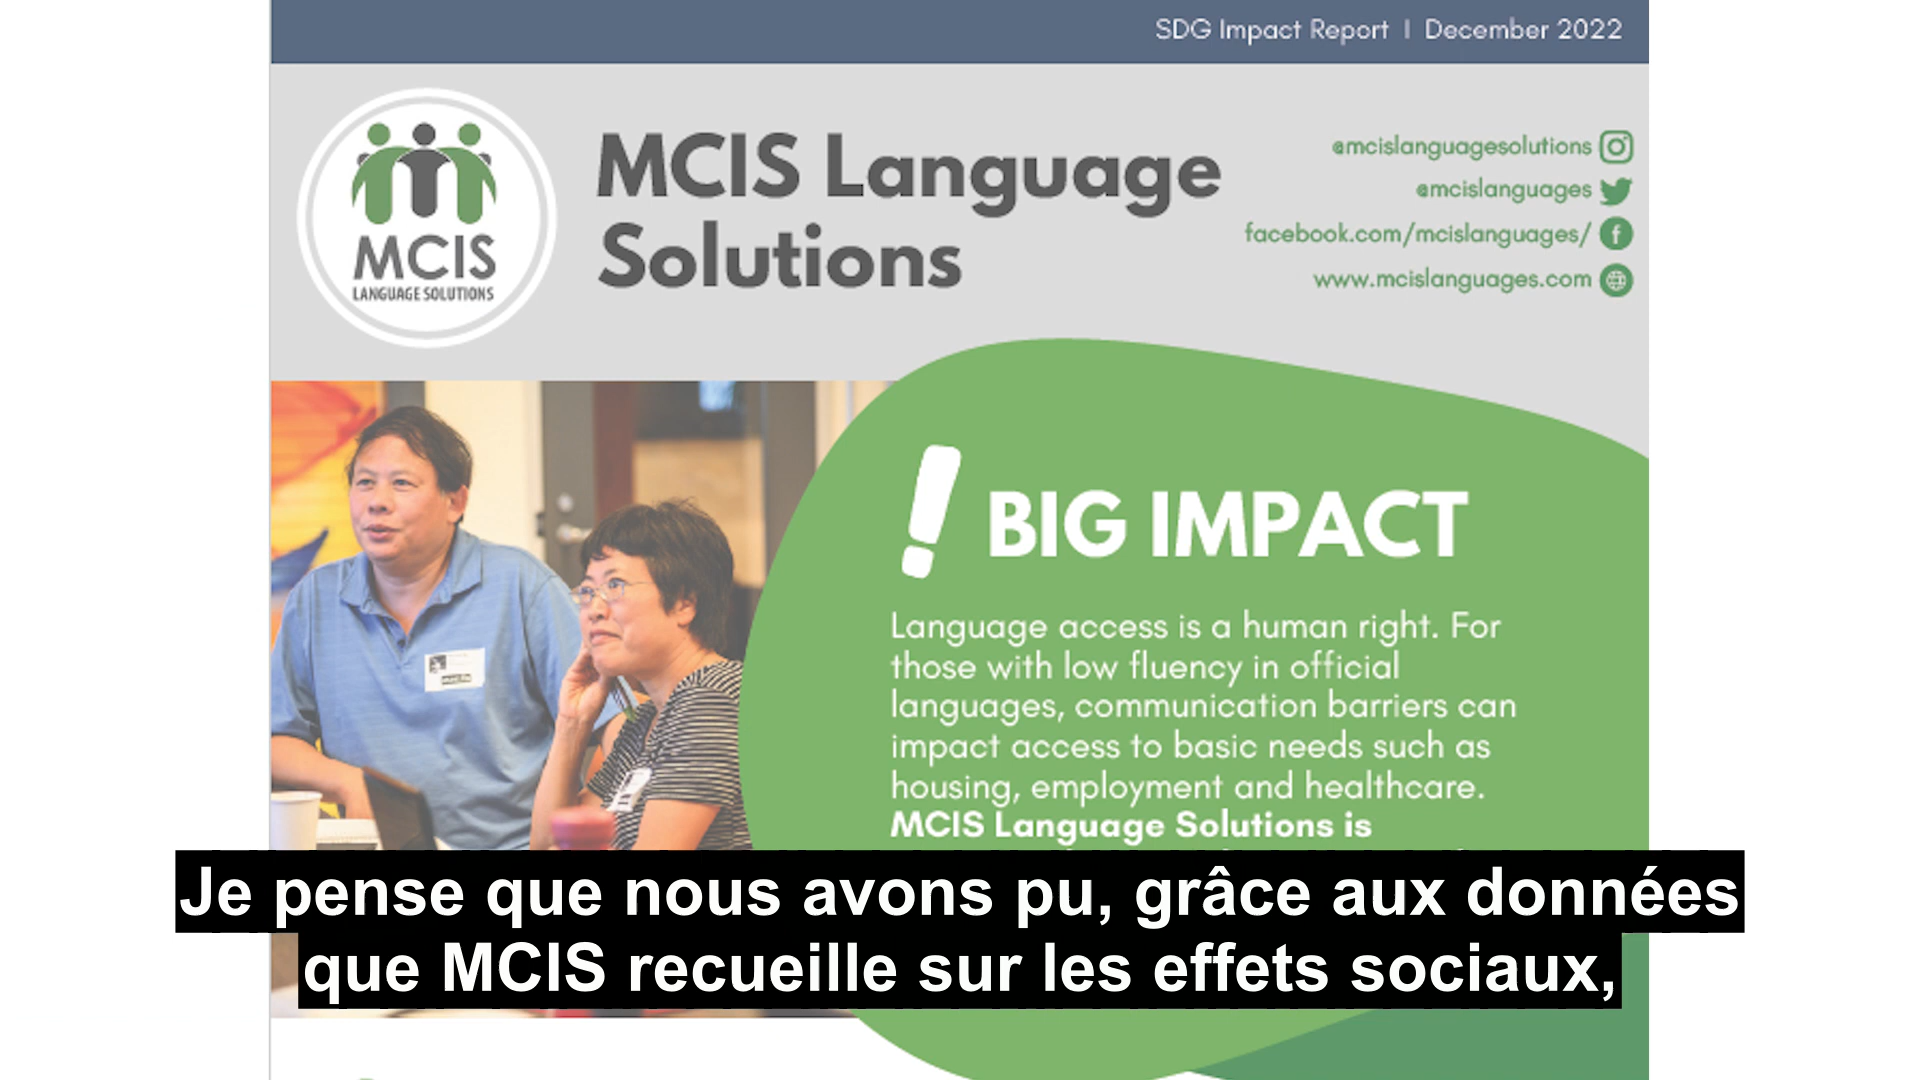 SDG Impact Report | December 2022
MCIS
LANGUAGE SOLUTIONS
MCIS Language
Solutions
@mcislanguagesolutions
@mcislanguages
facebook.com/mcislanguages/
www.mcislanguages.com
! BIG IMPACT
Language access is a human right. For
those with low fluency in official
languages, communication barriers can
impact access to basic needs such as
housing, employment and healthcare.
MCIS Language Solutions is
Je pense que nous avons pu, grâce aux données
que MCIS recueille sur les effets sociaux,